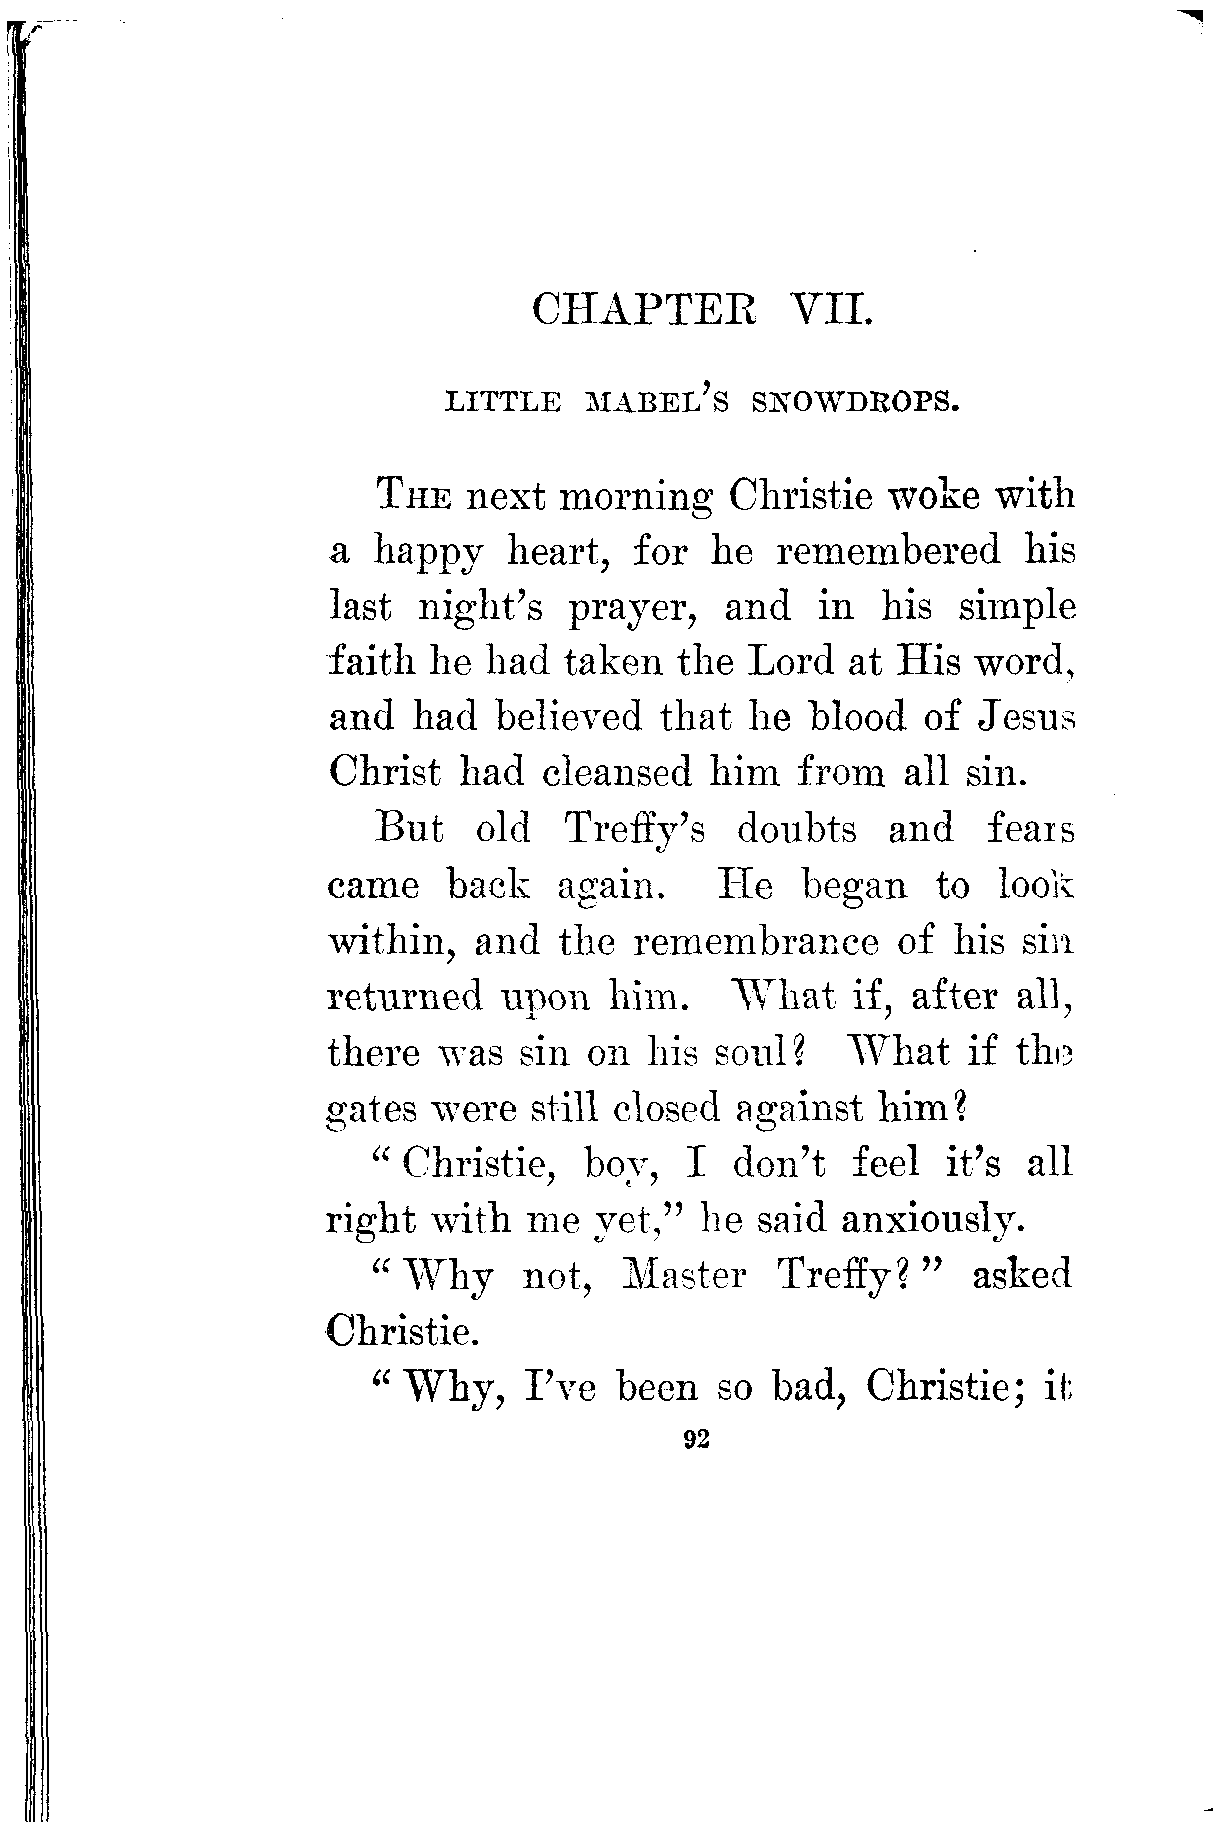 CHAPTER VII.
LITTLE MABEL'S SNOWDROPS.
THE next morning Christie woke with
a happy heart, for he remembered his
last night's prayer, and in his simple
faith he had taken the Lord at His word,
and had believed that he blood of Jesus
Christ had cleansed him from all sin.
But old Treffy's doubts and fears
came back again. He began to look
within, and the remembrance of his sin
returned upon him. What if, after all,
there was sin on his soul? What if the
gates were still closed against him?
“Christie, boy, I don't feel it's all
right with me yet,” he said anxiously.
“Why not, Master Treffy?” asked
Christie.
“Why, I've been so bad, Christie; it
92